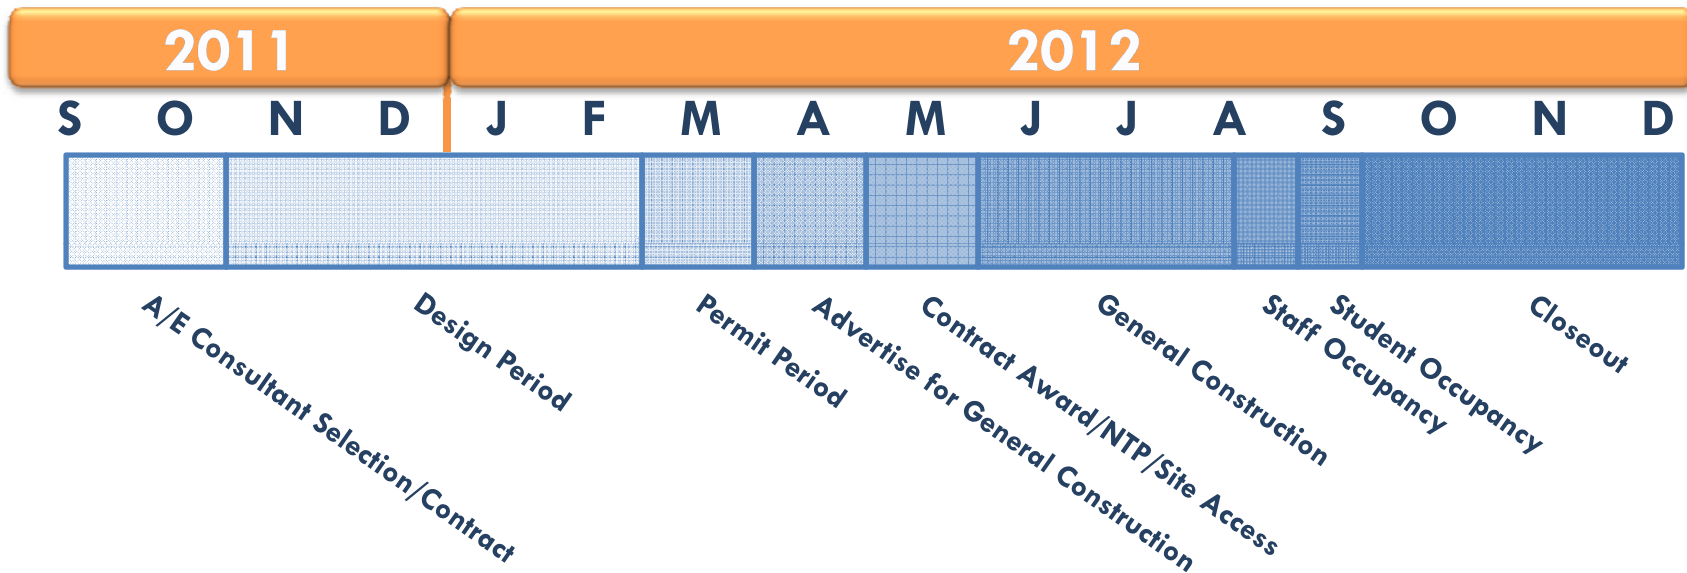 2011 2012
S O N D J F M A M J J A S O N D
A/E Consultant Selection/Contract
Design Period
Permit Period
Advertise for General Construction
Contract Award/NTP/Site Access
General Construction
Staff Occupancy
Student Occupancy
Closeout